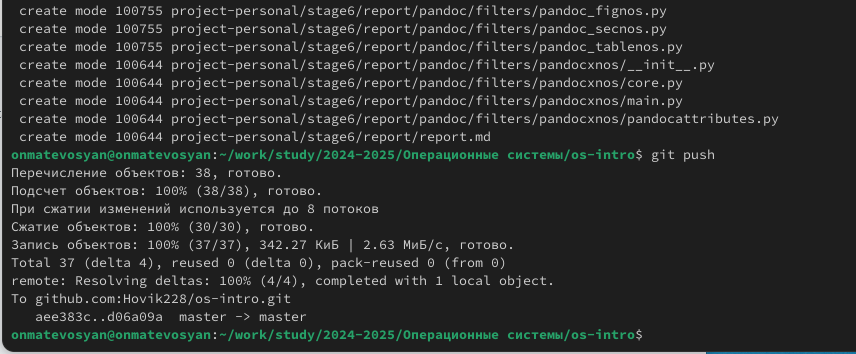 create mode 100755 project-personal/stage6/report/pandoc/filters/pandoc_fignos.py
create mode 100755 project-personal/stage6/report/pandoc/filters/pandoc_secnos.py
create mode 100755 project-personal/stage6/report/pandoc/filters/pandoc_tablenos.py
create mode 100644 project-personal/stage6/report/pandoc/filters/pandocxnos/__init__.py
create mode 100644 project-personal/stage6/report/pandoc/filters/pandocxnos/core.py
create mode 100644 project-personal/stage6/report/pandoc/filters/pandocxnos/main.py
create mode 100644 project-personal/stage6/report/pandoc/filters/pandocxnos/pandocattributes.py
create mode 100644 project-personal/stage6/report/report.md
onmatevosyan@onmatevosyan:~/work/study/2024-2025/Операционные системы/os-intro$ git push
Перечисление объектов: 38, готово.
Подсчет объектов: 100% (38/38), готово.
При сжатии изменений используется до 8 потоков
Сжатие объектов: 100% (30/30), готово.
Запись объектов: 100% (37/37), 342.27 КиБ | 2.63 МиБ/с, готово.
Total 37 (delta 4), reused 0 (delta 0), pack-reused 0 (from 0)
remote: Resolving deltas: 100% (4/4), completed with 1 local object.
To github.com:Hovik228/os-intro.git
   aee383c..d06a09a  master -> master
onmatevosyan@onmatevosyan:~/work/study/2024-2025/Операционные системы/os-intro$